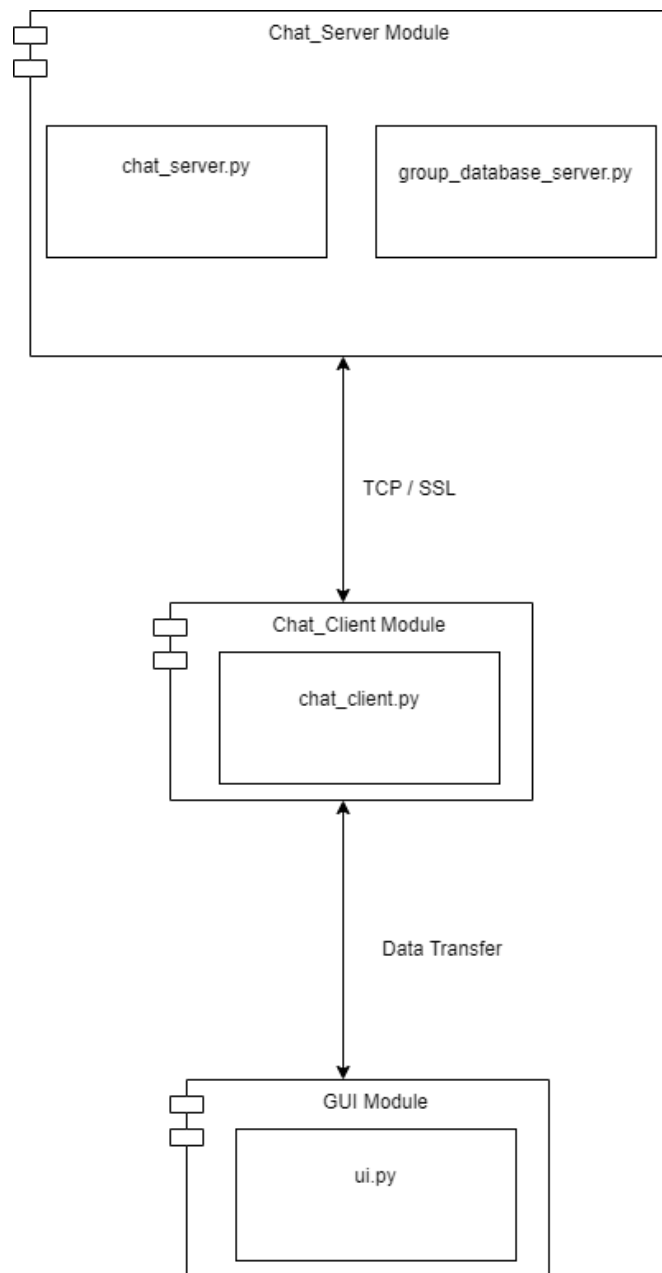 Chat_Server Module
chat_server.py
group_database_server.py
TCP / SSL
Chat_Client Module
chat_client.py
Data Transfer
GUI Module
ui.py